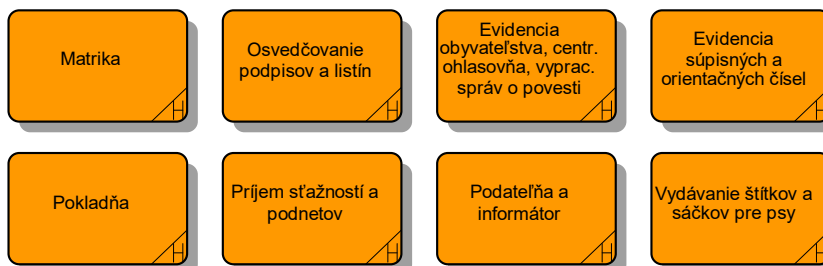 Matrika
Osvedčovanie
podpisov a listín
Evidencia
obyvateľstva, centr.
ohlasovňa, vyprac.
správ o povesti
Evidencia
súpisných a
orientačných čísel
Pokladňa
Príjem sťažností a
podnetov
Podateľňa a
informátor
Vydávanie štítkov a
sáčkov pre psy